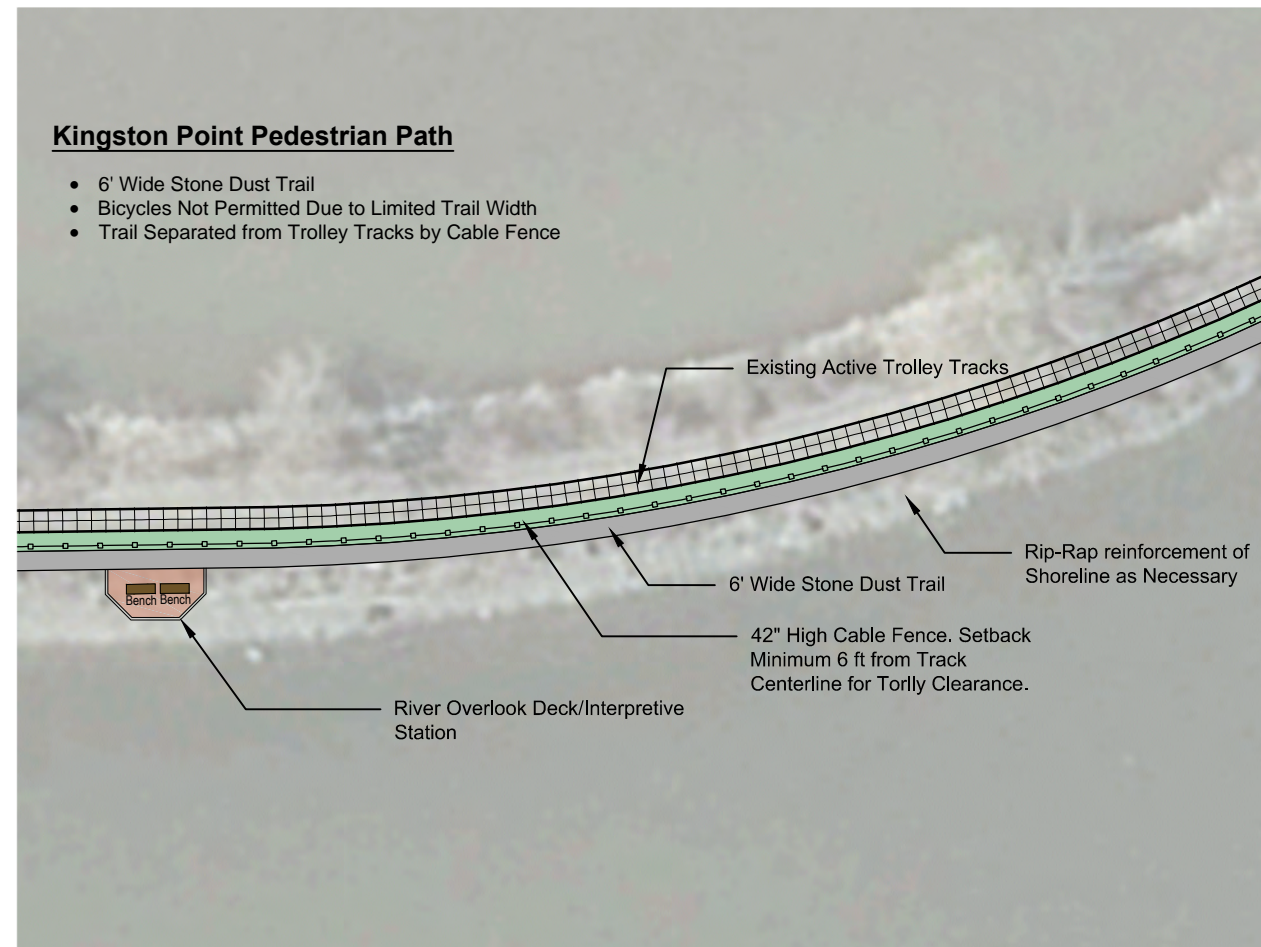 Kingston Point Pedestrian Path
• 6' Wide Stone Dust Trail
• Bicycles Not Permitted Due to Limited Trail Width
• Trail Separated from Trolley Tracks by Cable Fence
Existing Active Trolley Tracks
Rip-Rap reinforcement of
Shoreline as Necessary
6' Wide Stone Dust Trail
Bench Bench
42" High Cable Fence. Setback
Minimum 6 ft from Track
Centerline for Torlly Clearance.
River Overlook Deck/Interpretive
Station